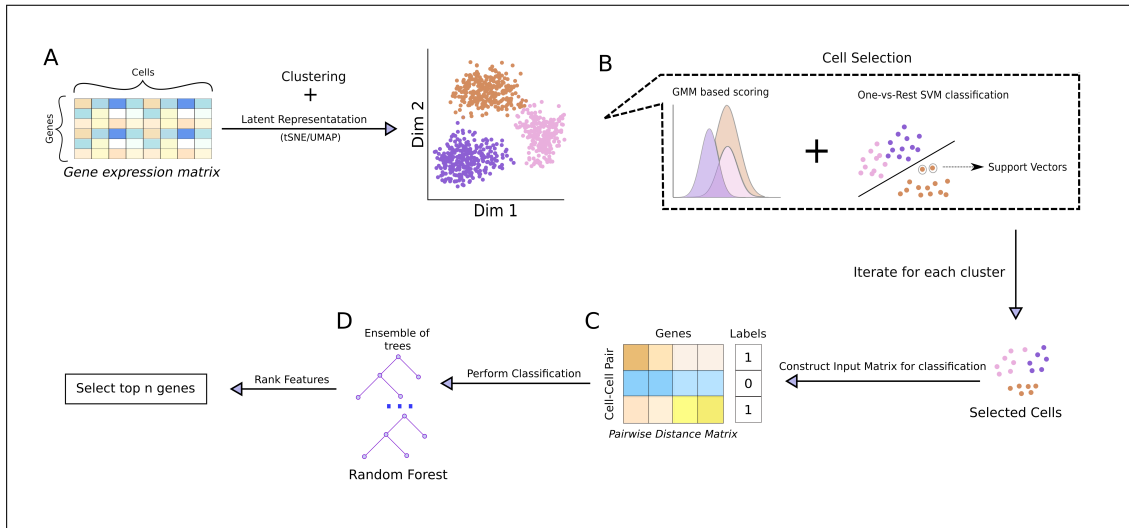 A
Cells
Genes
Gene expression matrix
Clustering
+
Latent Representatation
(tSNE/UMAP)
Dim 2
Dim 1
B
Cell Selection
GMM based scoring
+
One-vs-Rest SVM classification
Support Vectors
Iterate for each cluster
Selected Cells
Construct Input Matrix for classification
C
Genes
Labels
Cell-Cell Pair
1
0
1
Pairwise Distance Matrix
Perform Classification
D
Ensemble of
trees
Random Forest
Rank Features
Select top n genes